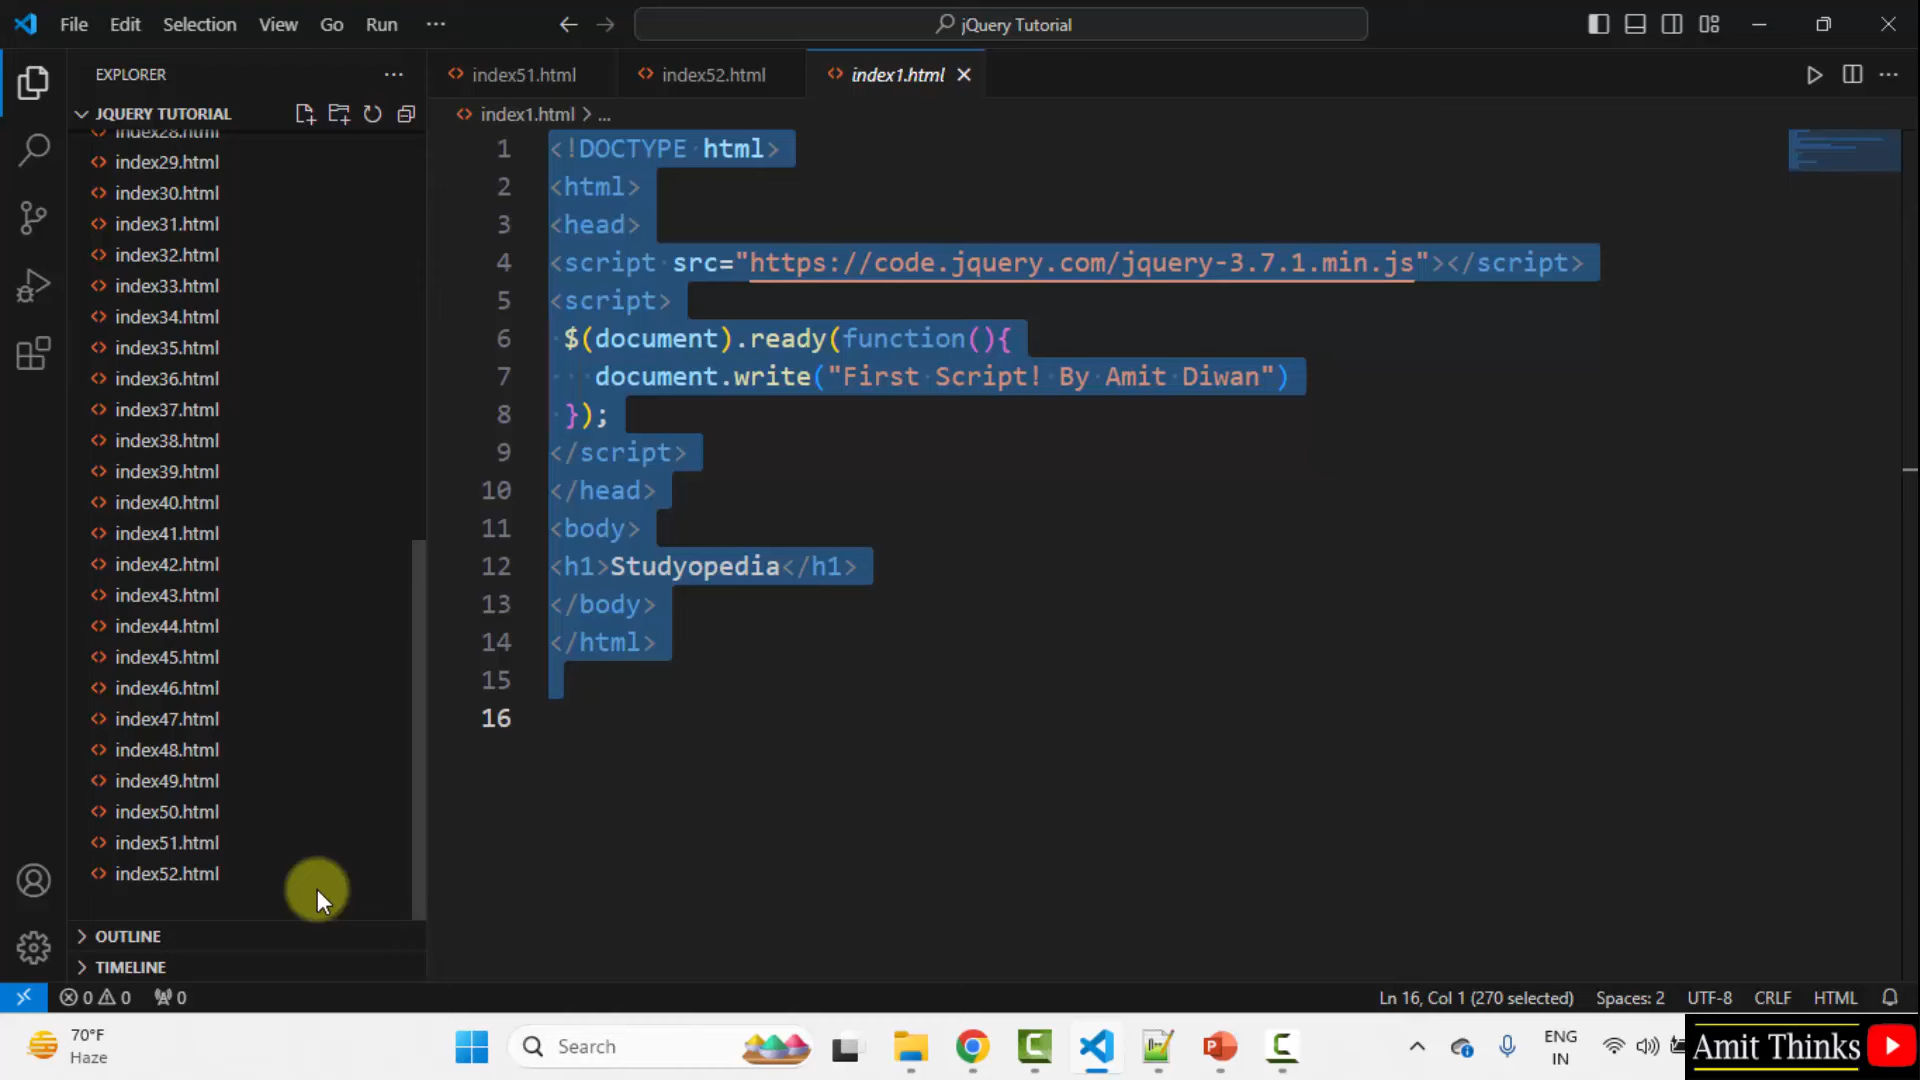 File Edit Selection View Go Run ...
jQuery Tutorial
EXPLORER ...
index51.html
index52.html
index1.html
JQUERY TUTORIAL
index1.html > ...
index28.html
index29.html
index30.html
index31.html
index32.html
index33.html
index34.html
index35.html
index36.html
index37.html
index38.html
index39.html
index40.html
index41.html
index42.html
index43.html
index44.html
index45.html
index46.html
index47.html
index48.html
index49.html
index50.html
index51.html
index52.html
OUTLINE
TIMELINE
1 <!DOCTYPE html>
2 <html>
3 <head>
4 <script src="https://code.jquery.com/jquery-3.7.1.min.js"></script>
5 <script>
6 $(document).ready(function(){
7 document.write("First Script! By Amit Diwan")
8 });
9 </script>
10 </head>
11 <body>
12 <h1>Studyopedia</h1>
13 </body>
14 </html>
15
16
0 0 0
Ln 16, Col 1 (270 selected) Spaces: 2 UTF-8 CRLF HTML
70°F
Haze
Search
ENG
IN
Amit Thinks